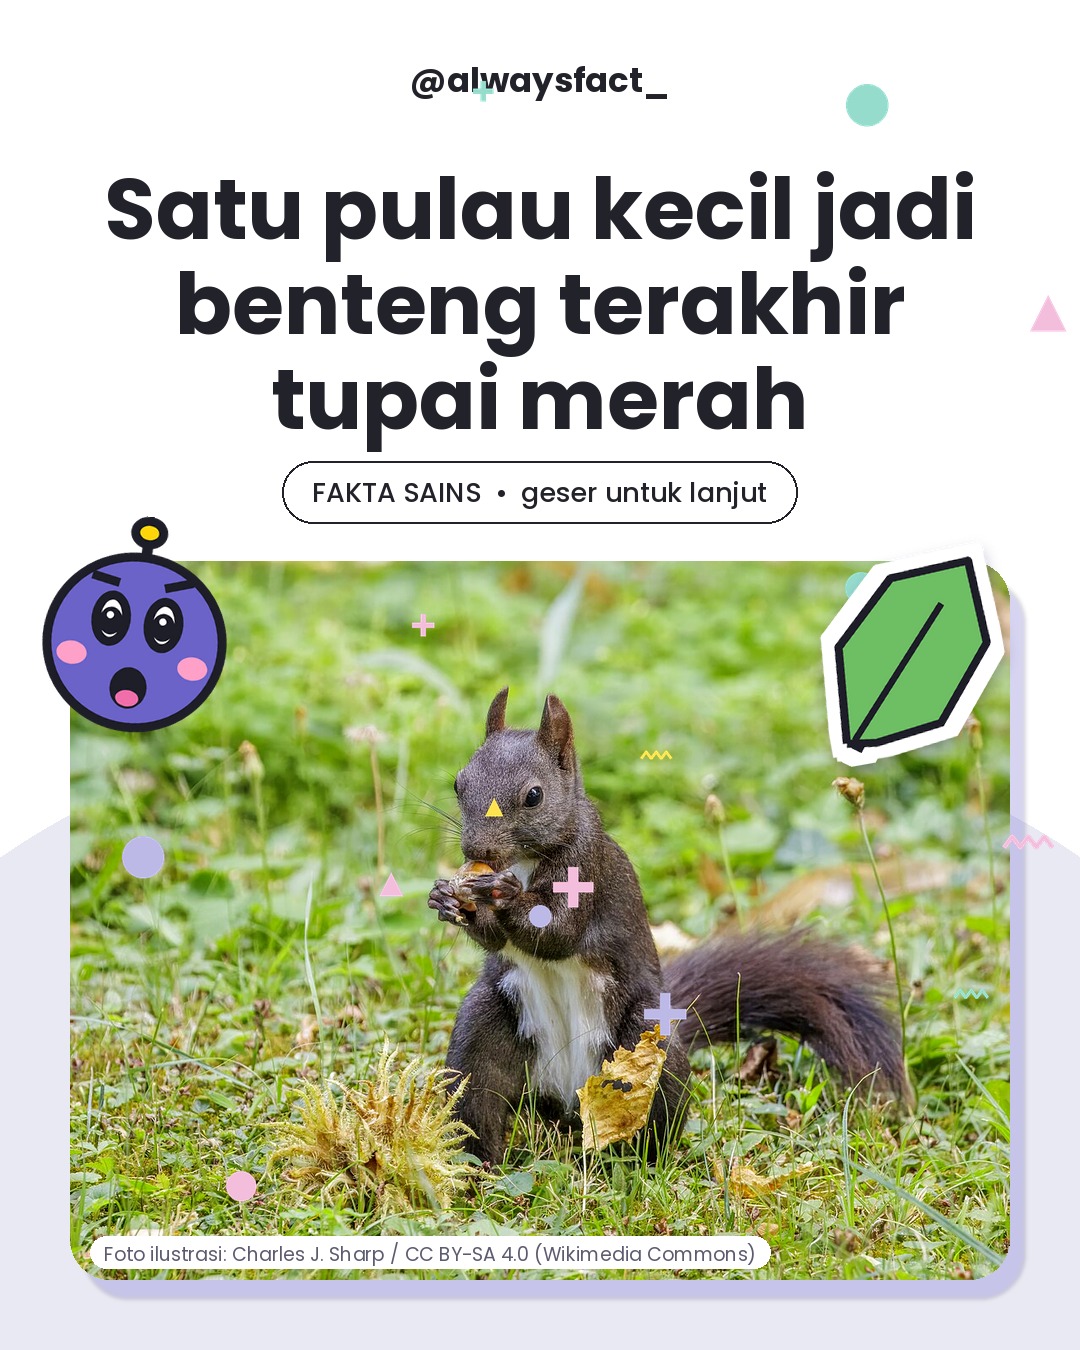 @alwaysfact_
Satu pulau kecil jadi
benteng terakhir
tupai merah
FAKTA SAINS • geser untuk lanjut
Foto ilustrasi: Charles J. Sharp / CC BY-SA 4.0 (Wikimedia Commons)